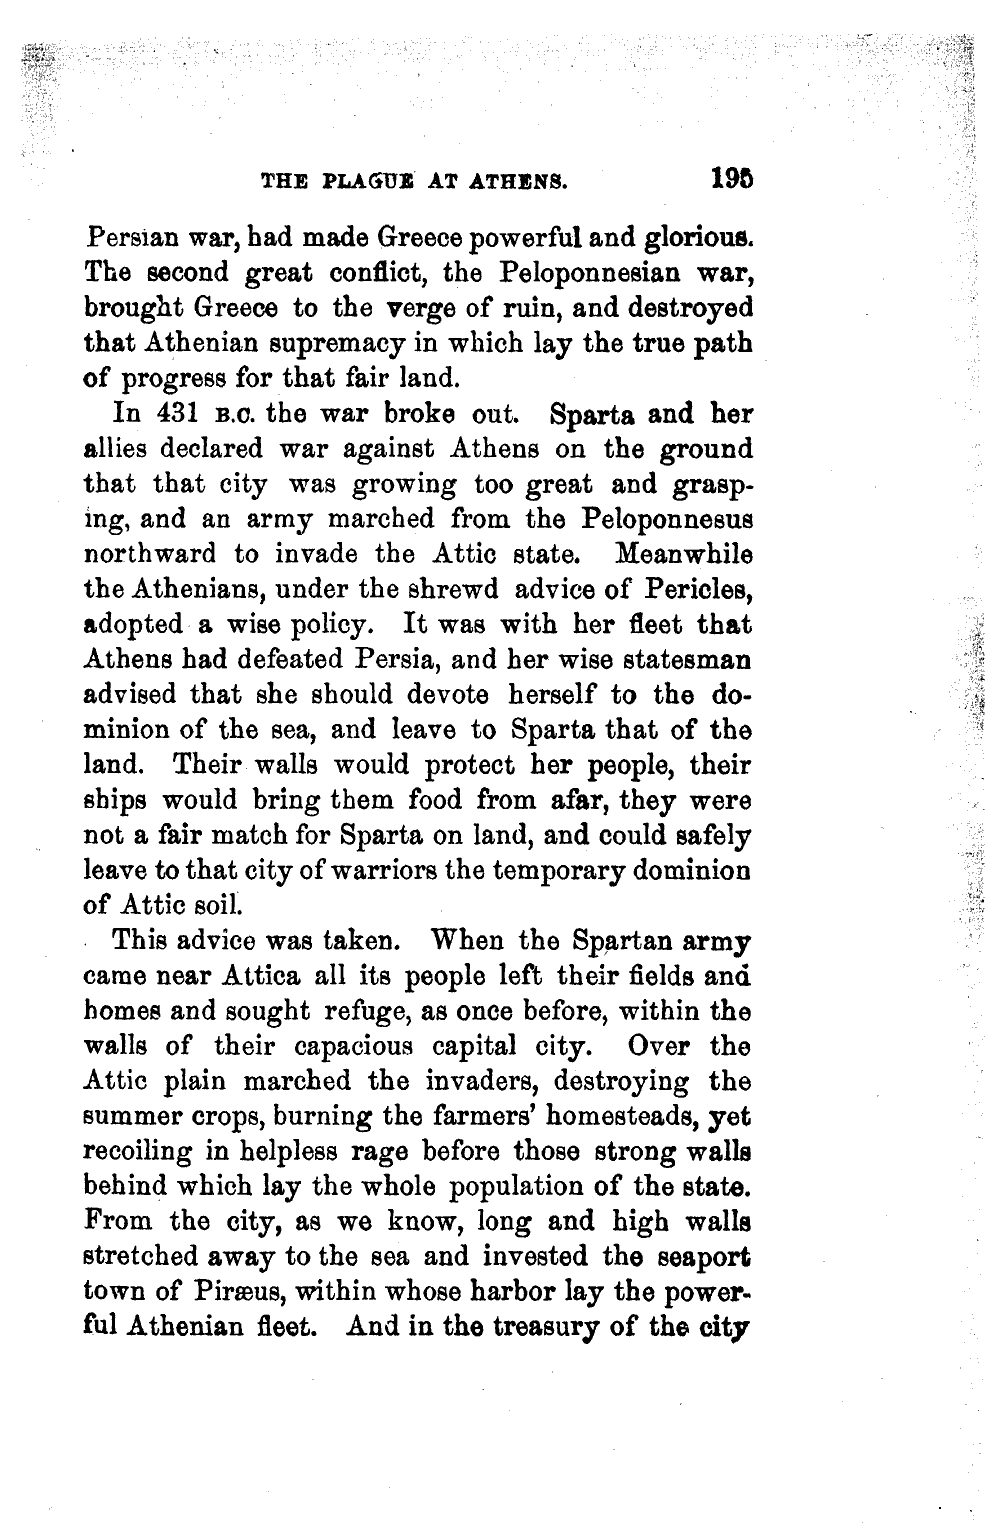 THE PLAGUE AT ATHENS. 195
Persian war, had made Greece powerful and glorious.
The second great conflict, the Peloponnesian war,
brought Greece to the verge of ruin, and destroyed
that Athenian supremacy in which lay the true path
of progress for that fair land.
In 431 B.C. the war broke out. Sparta and her
allies declared war against Athens on the ground
that that city was growing too great and grasp-
ing, and an army marched from the Peloponnesus
northward to invade the Attic state. Meanwhile
the Athenians, under the shrewd advice of Pericles,
adopted a wise policy. It was with her fleet that
Athens had defeated Persia, and her wise statesman
advised that she should devote herself to the do-
minion of the sea, and leave to Sparta that of the
land. Their walls would protect her people, their
ships would bring them food from afar, they were
not a fair match for Sparta on land, and could safely
leave to that city of warriors the temporary dominion
of Attic soil.
This advice was taken. When the Spartan army
came near Attica all its people left their fields and
homes and sought refuge, as once before, within the
walls of their capacious capital city. Over the
Attic plain marched the invaders, destroying the
summer crops, burning the farmers' homesteads, yet
recoiling in helpless rage before those strong walls
behind which lay the whole population of the state.
From the city, as we know, long and high walls
stretched away to the sea and invested the seaport
town of Piræus, within whose harbor lay the power-
ful Athenian fleet. And in the treasury of the city